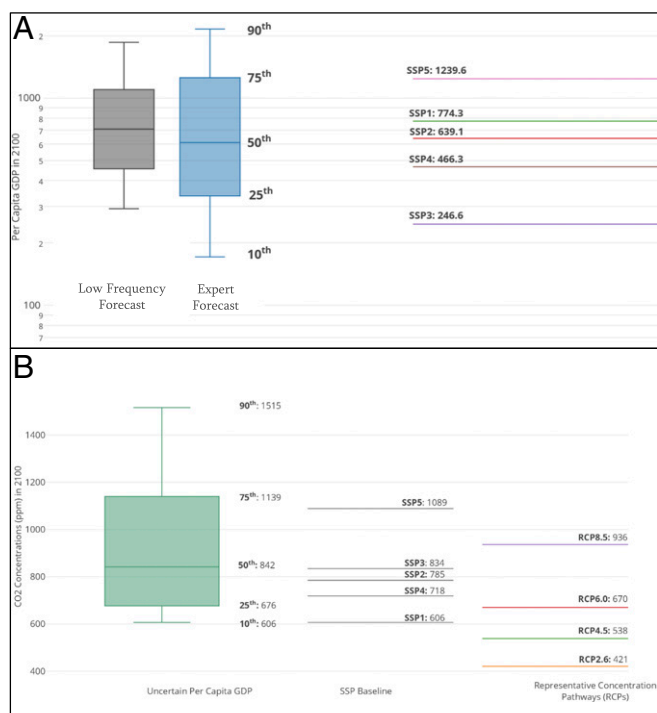 A
2
90th
SSP5: 1239.6
75th
1000
9
SSP1: 774.3
8
7
SSP2: 639.1
6
50th
5
SSP4: 466.3
4
25th
3
SSP3: 246.6
2
10th
Per Capita GDP in 2100
Low Frequency
Forecast
Expert
Forecast
100
9
8
7
B
90th: 1515
1400
1200
75th: 1139
SSP5: 1089
1000
RCP8.5: 936
50th: 842
SSP3: 834
800
SSP2: 785
SSP4: 718
25th: 676
RCP6.0: 670
10th: 606
SSP1: 606
600
RCP4.5: 538
400
RCP2.6: 421
CO2 Concentrations (ppm) in 2100
Uncertain Per Capita GDP
SSP Baseline
Representative Concentration
Pathways (RCPs)